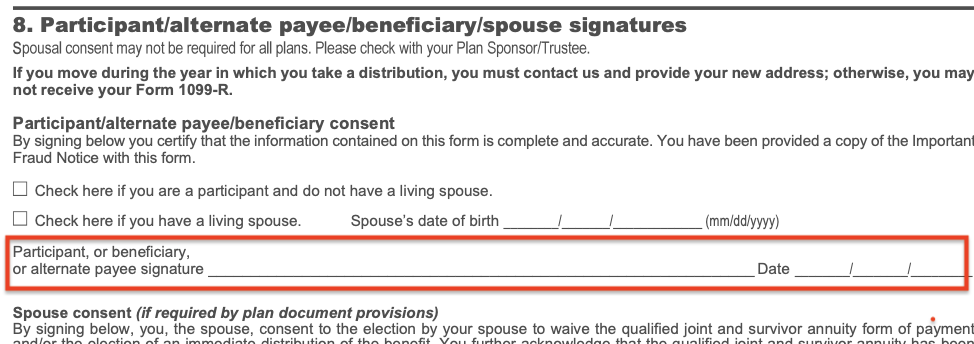 8. Participant/alternate payee/beneficiary/spouse signatures
Spousal consent may not be required for all plans. Please check with your Plan Sponsor/Trustee.
If you move during the year in which you take a distribution, you must contact us and provide your new address; otherwise, you may
not receive your Form 1099-R.
Participant/alternate payee/beneficiary consent
By signing below you certify that the information contained on this form is complete and accurate. You have been provided a copy of the Important
Fraud Notice with this form.
☐ Check here if you are a participant and do not have a living spouse.
☐ Check here if you have a living spouse. Spouse's date of birth ______/______/__________ (mm/dd/yyyy)
Participant, or beneficiary,
or alternate payee signature ______________________________ Date ______/______/______
Spouse consent (if required by plan document provisions)
By signing below, you, the spouse, consent to the election by your spouse to waive the qualified joint and survivor annuity form of payment
and/or the election of an immediate distribution of the benefit. You further acknowledge that the qualified joint and survivor annuity has been